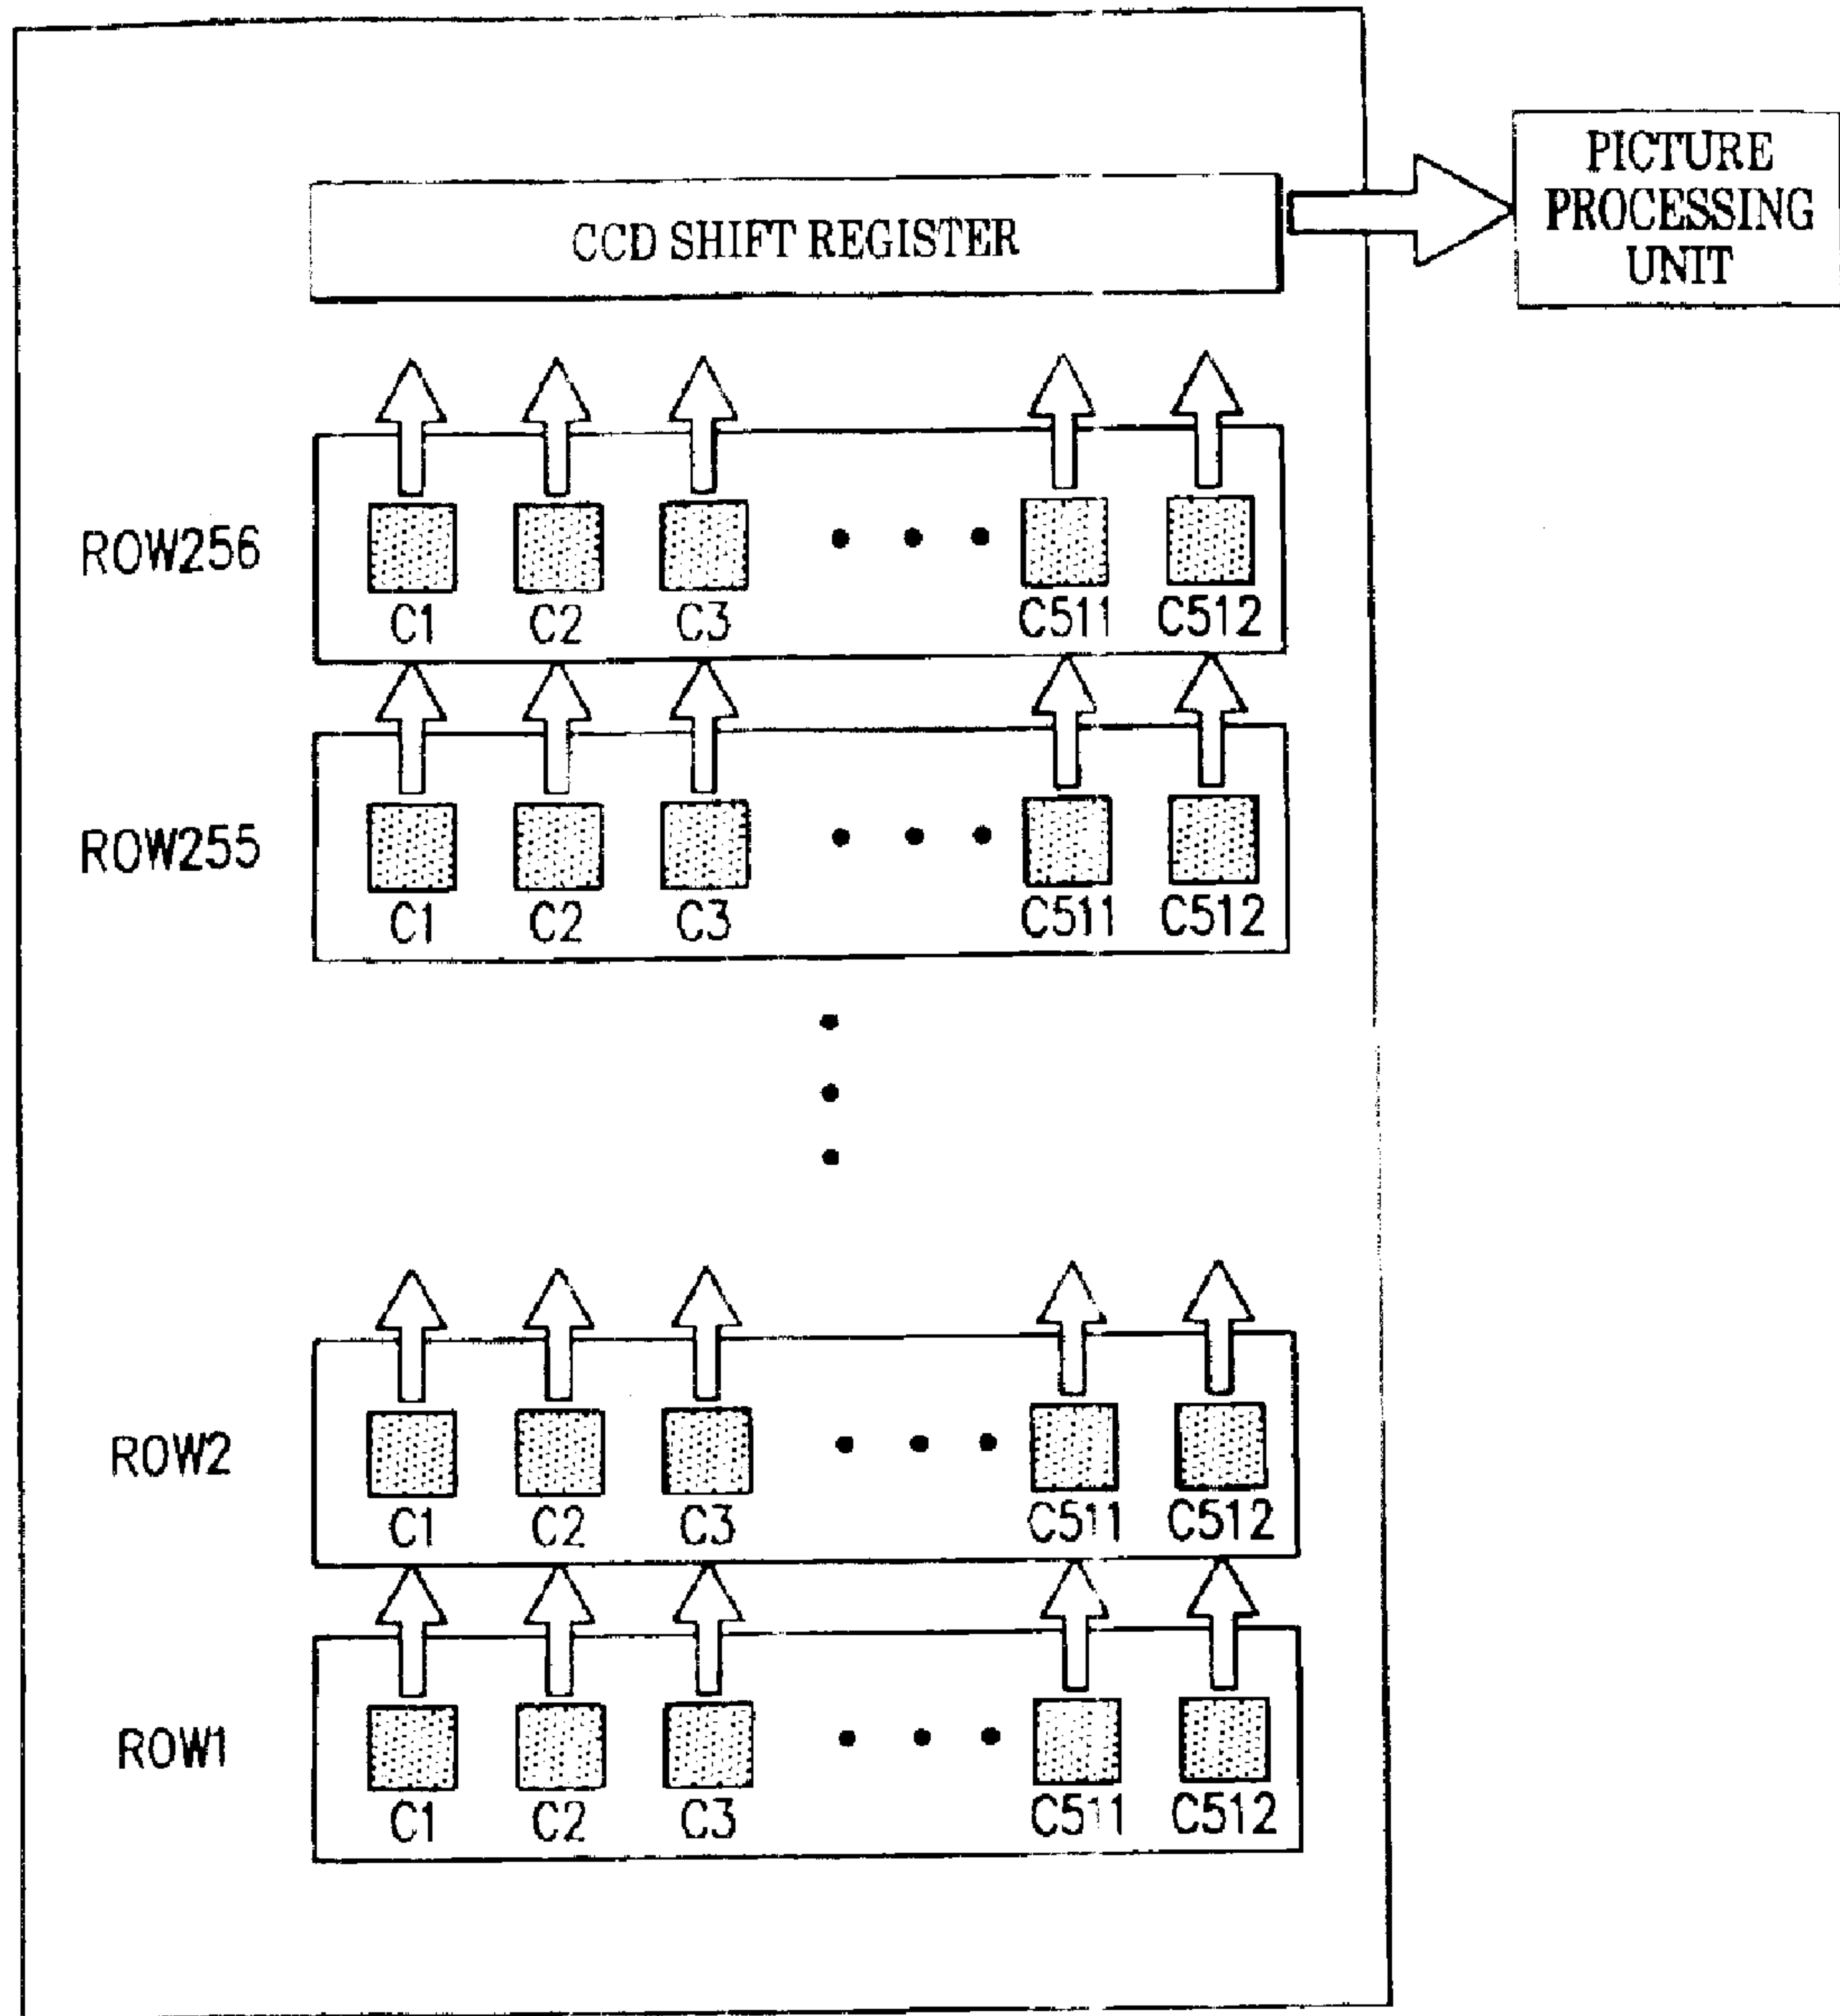 PICTURE
PROCESSING
UNIT
CCD SHIFT REGISTER
ROW256
C1 C2 C3 C511 C512
ROW255
C1 C2 C3 C511 C512
ROW2
C1 C2 C3 C511 C512
ROW1
C1 C2 C3 C511 C512